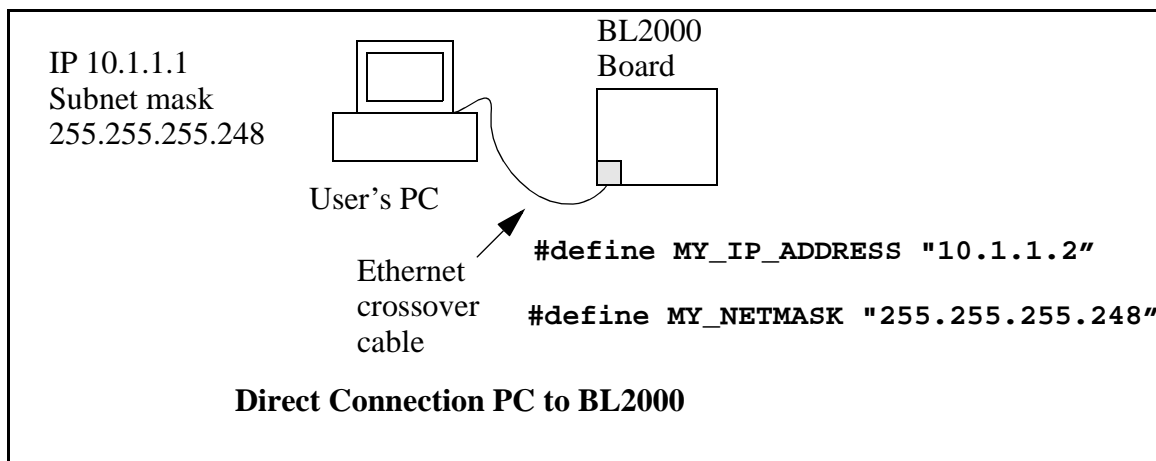 IP 10.1.1.1
Subnet mask
255.255.255.248
BL2000
Board
User’s PC
Ethernet
crossover
cable
#define MY_IP_ADDRESS "10.1.1.2”
#define MY_NETMASK "255.255.255.248”
Direct Connection PC to BL2000